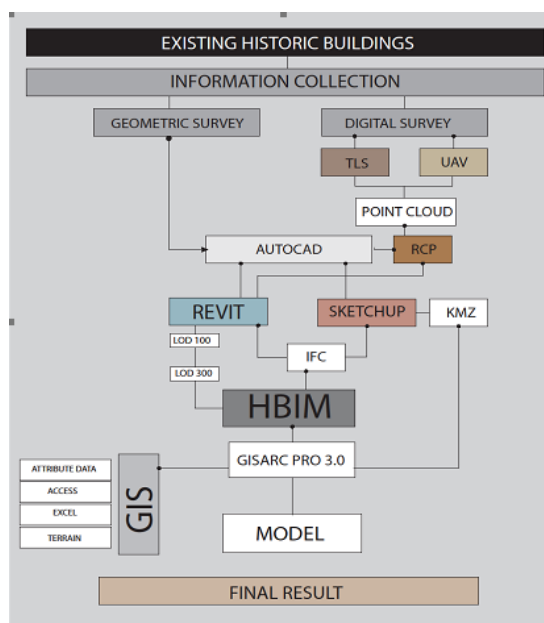 EXISTING HISTORIC BUILDINGS
INFORMATION COLLECTION
GEOMETRIC SURVEY
DIGITAL SURVEY
TLS
UAV
POINT CLOUD
AUTOCAD
RCP
REVIT
SKETCHUP
KMZ
LOD 100
IFC
LOD 300
HBIM
GISARC PRO 3.0
ATTRIBUTE DATA
ACCESS
EXCEL
TERRAIN
GIS
MODEL
FINAL RESULT